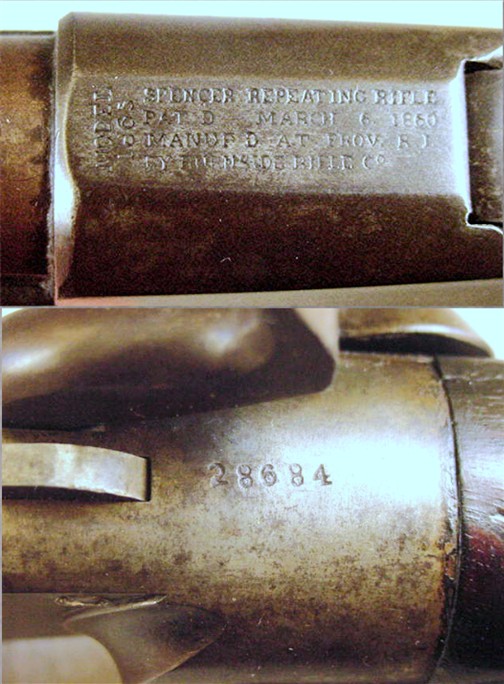 MODEL
1865
SPENCER REPEATING RIFLE
PAT'D MARCH 6, 1860
MANUF'D AT PROV. R.I.
BY BURNSIDE RIFLE Co
28684